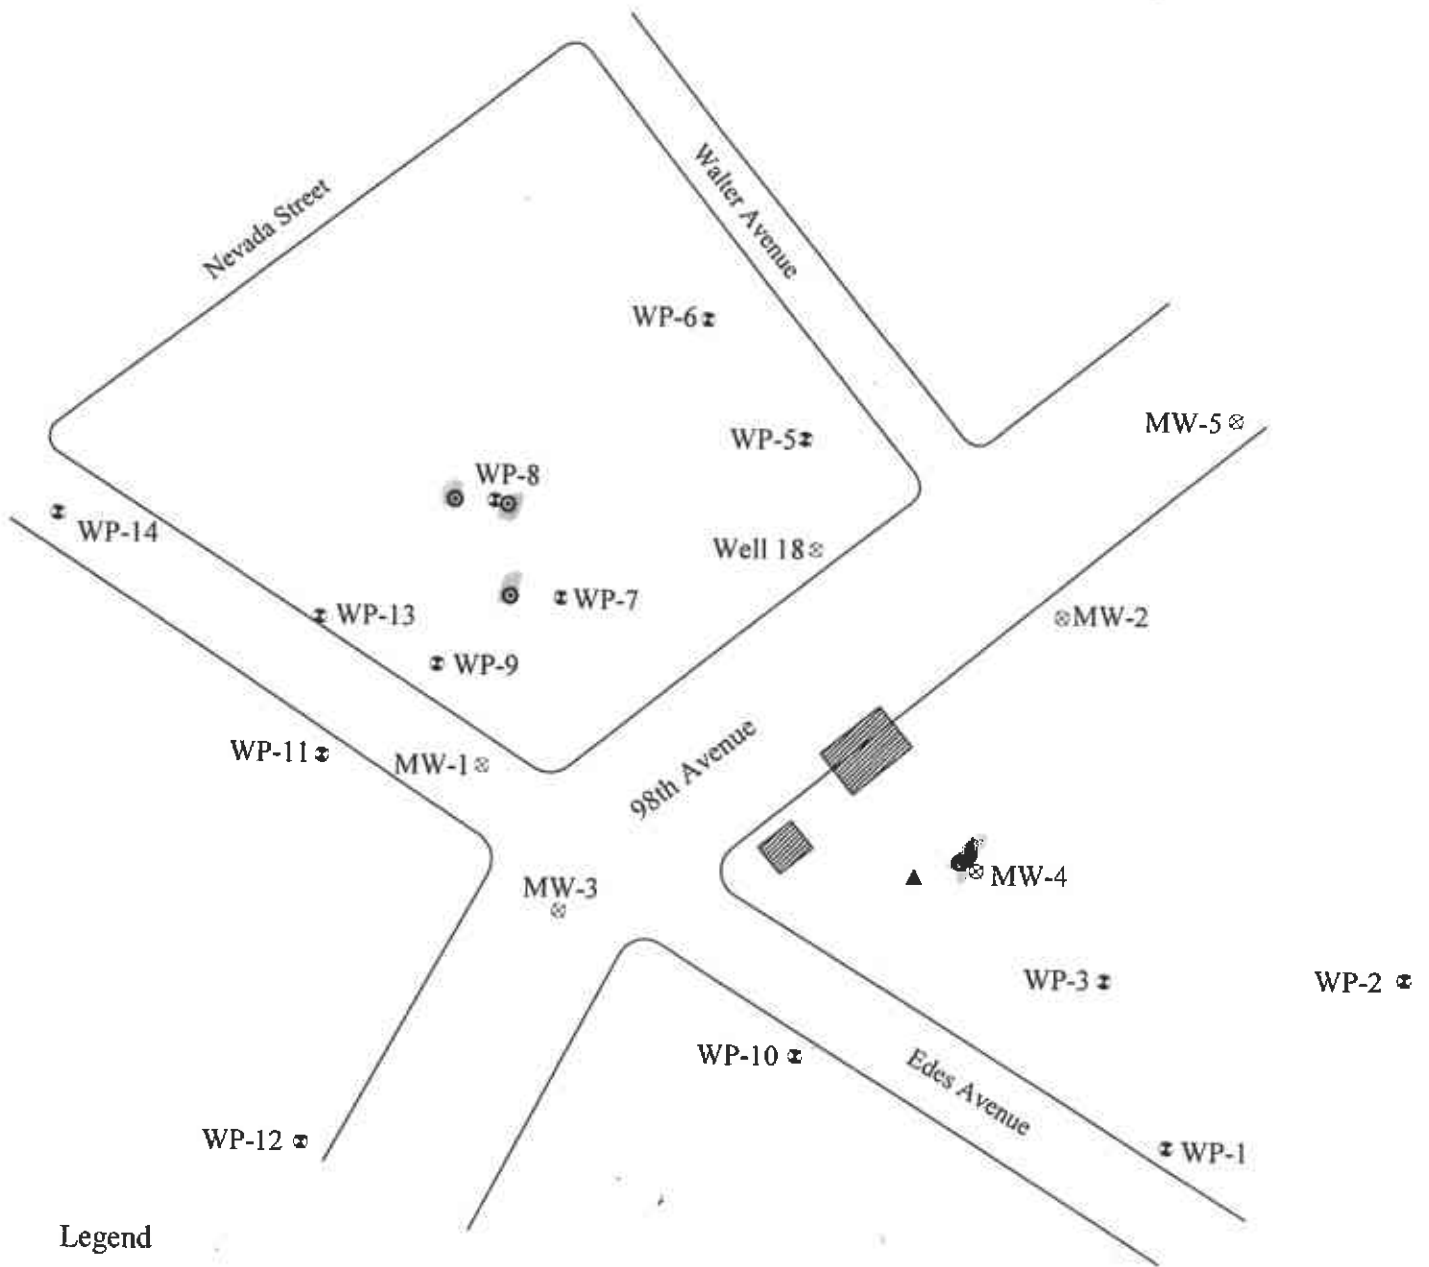 Walter Avenue
Nevada Street
WP-6
MW-5
WP-5
WP-8
WP-14
Well 18
WP-7
WP-13
MW-2
WP-9
98th Avenue
WP-11
MW-1
MW-3
MW-4
WP-3
WP-2
WP-10
Edes Avenue
WP-12
WP-1
Legend